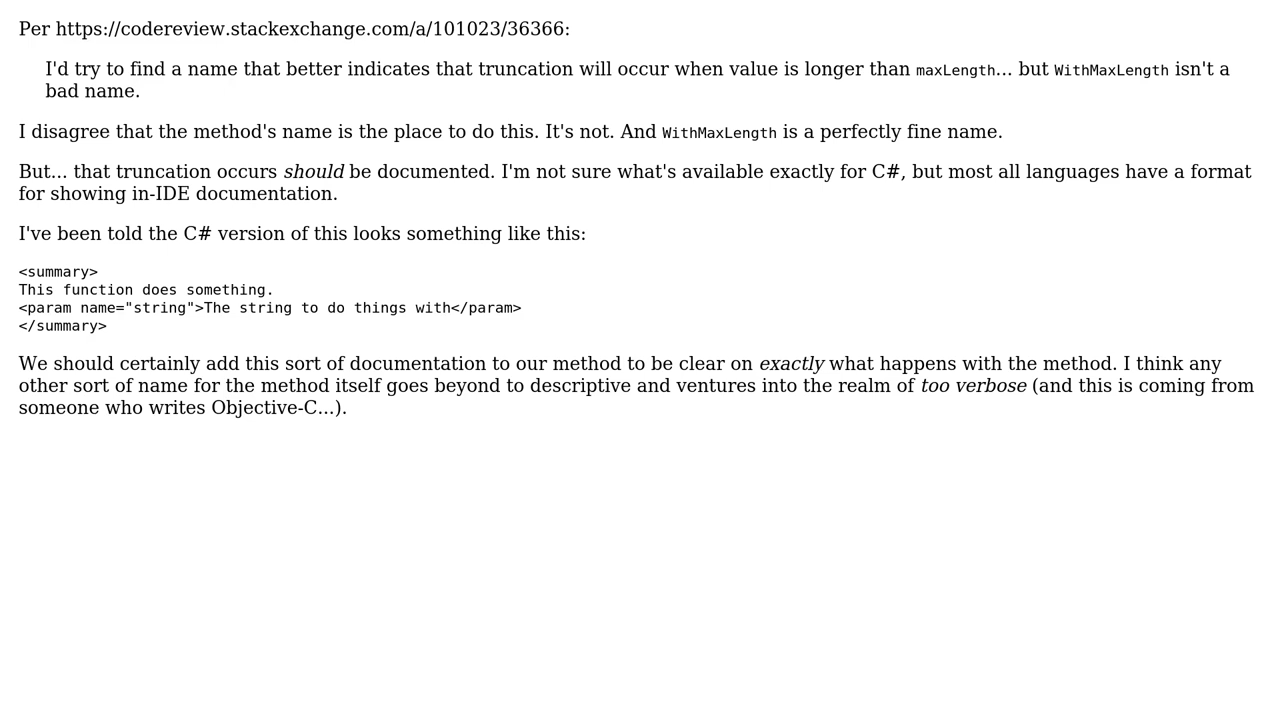 Per https://codereview.stackexchange.com/a/101023/36366:
I'd try to find a name that better indicates that truncation will occur when value is longer than maxLength... but WithMaxLength isn't a
bad name.
I disagree that the method's name is the place to do this. It's not. And WithMaxLength is a perfectly fine name.
But... that truncation occurs should be documented. I'm not sure what's available exactly for C#, but most all languages have a format
for showing in-IDE documentation.
I've been told the C# version of this looks something like this:
<summary>
This function does something.
<param name="string">The string to do things with</param>
</summary>
We should certainly add this sort of documentation to our method to be clear on exactly what happens with the method. I think any
other sort of name for the method itself goes beyond to descriptive and ventures into the realm of too verbose (and this is coming from
someone who writes Objective-C...).